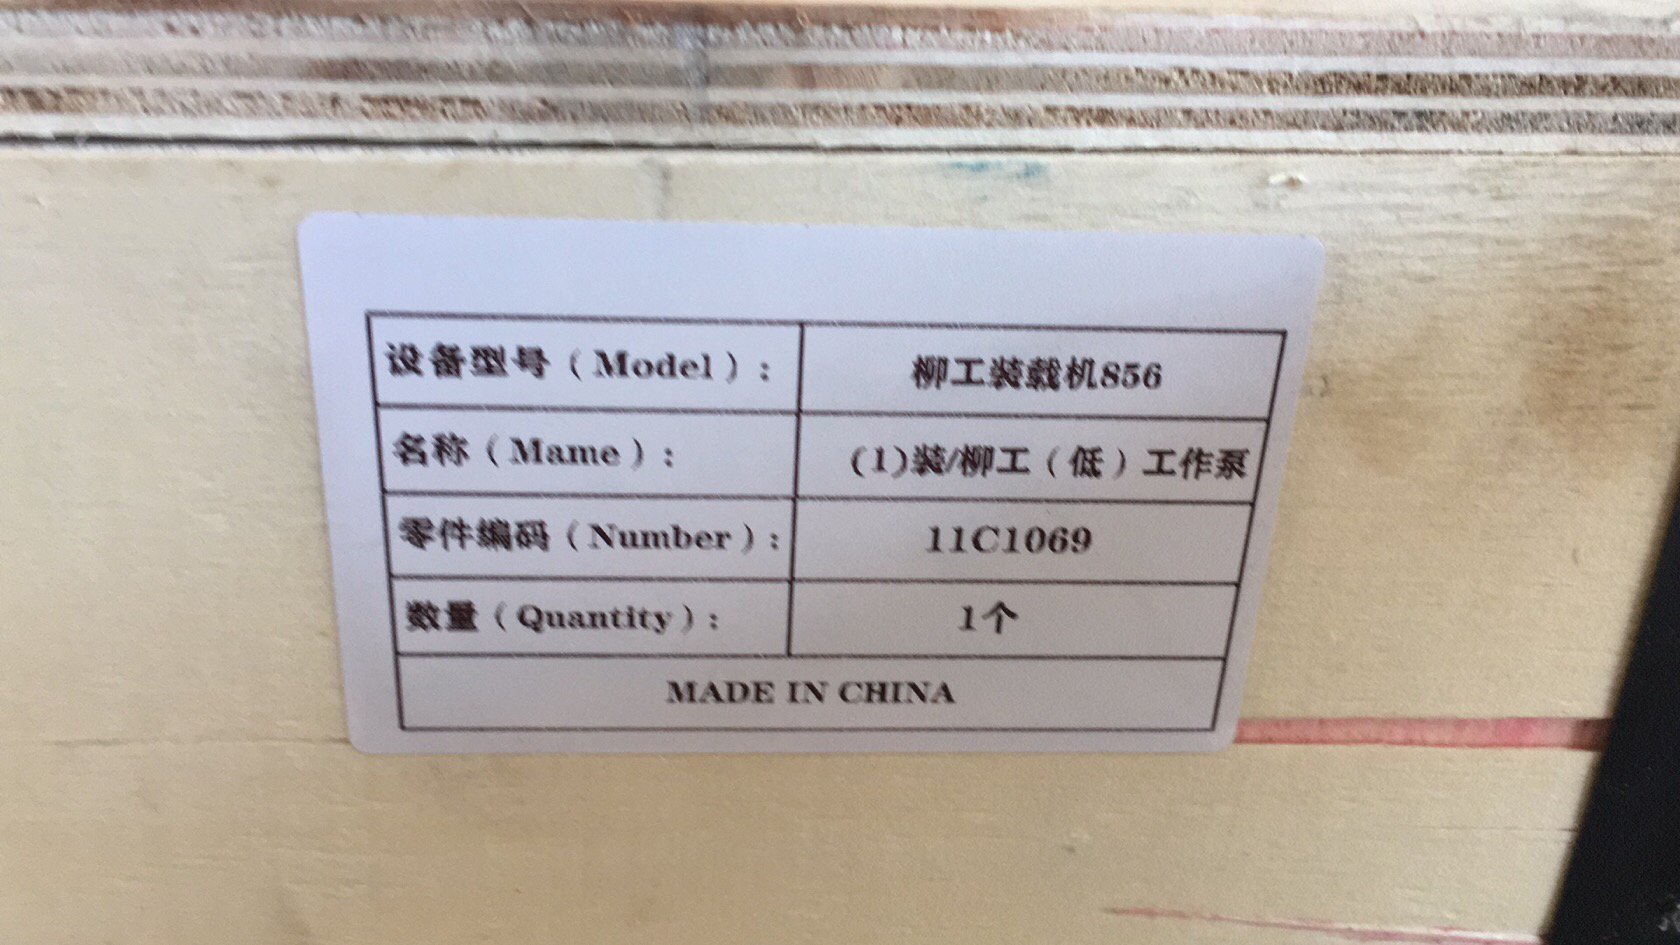 设备型号（Model）: 柳工装载机856
名称（Mame）: (1)装/柳工（低）工作泵
零件编码（Number）: 11C1069
数量（Quantity）: 1个
MADE IN CHINA